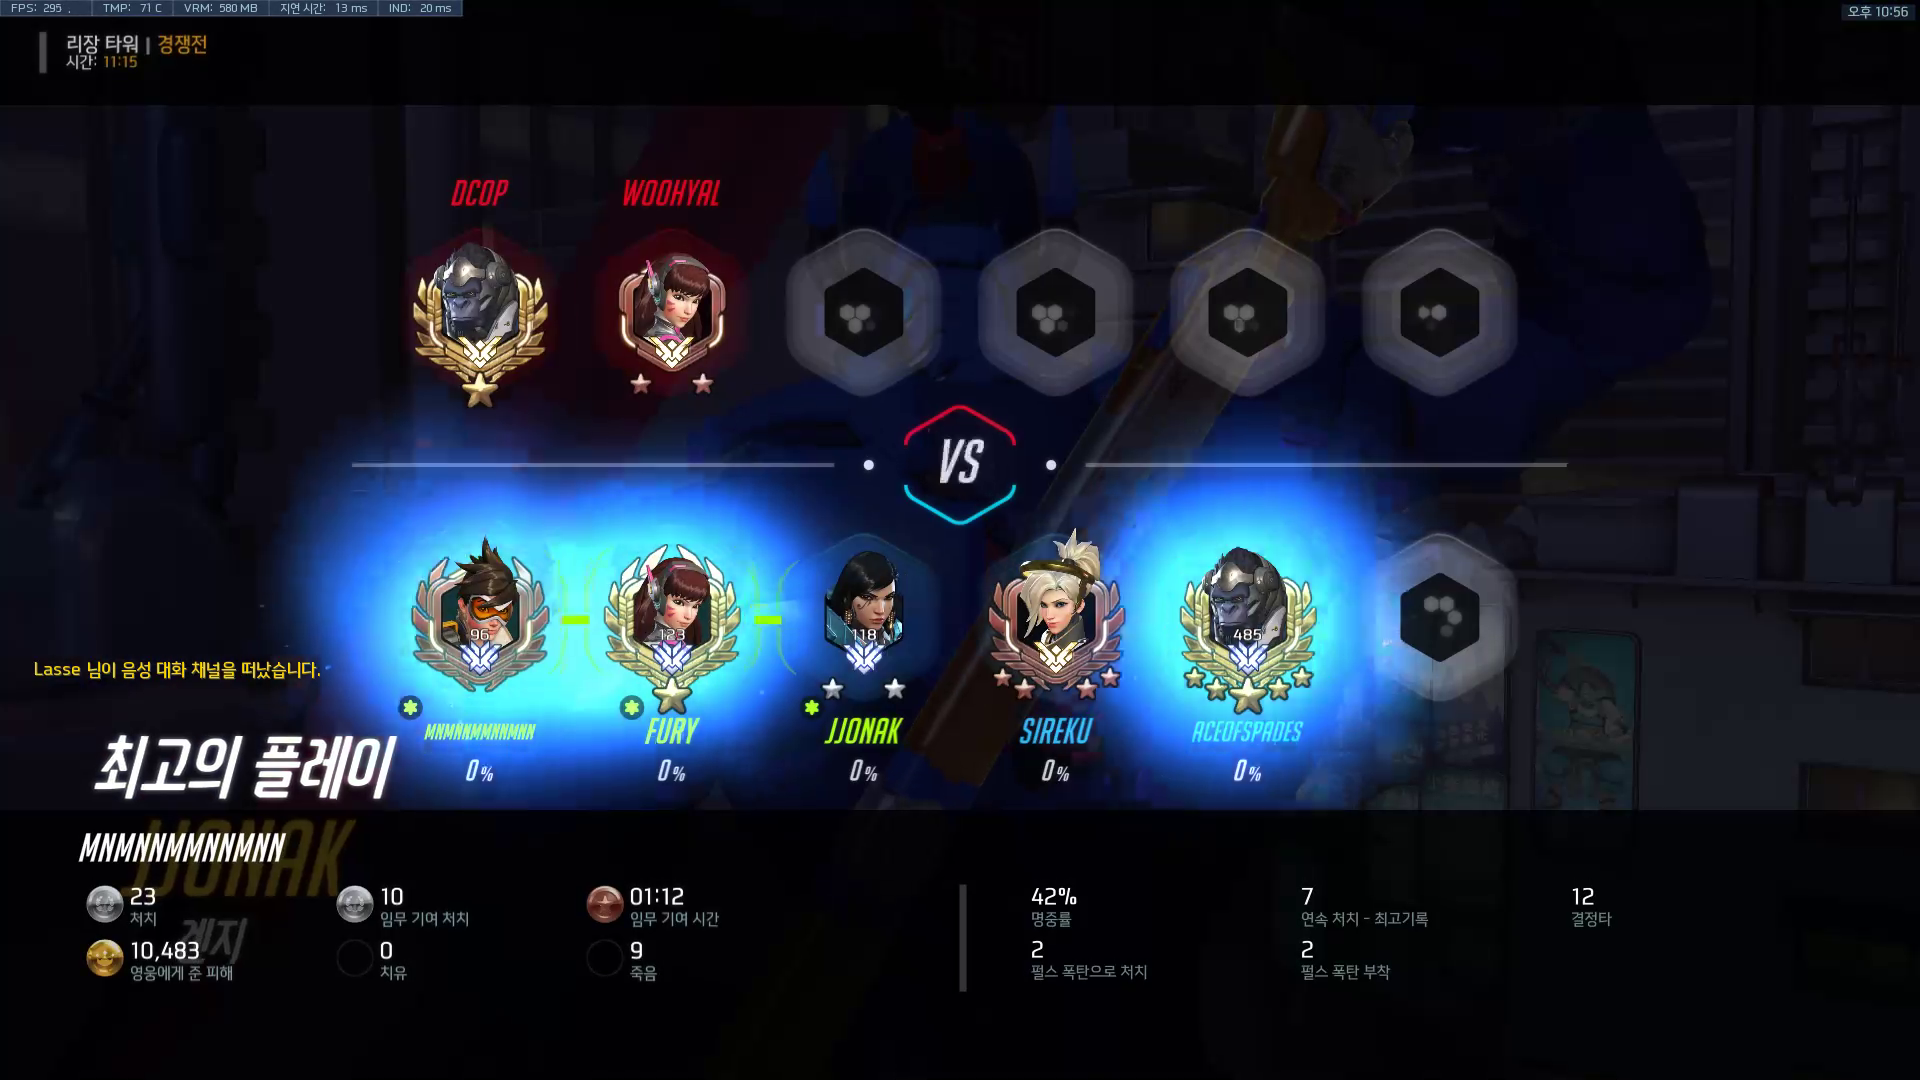 FPS: 295 . TMP: 71 C VRM: 580 MB 지연 시간: 13 ms IND: 20 ms
오후 10:56
리장 타워 | 경쟁전
시간: 11:15
DCOP WOOHYAL
VS
96 123 118 485
Lasse 님이 음성 대화 채널을 떠났습니다.
MNMNNMMNNMNN FURY JJONAK SIREKU ACEOFSPADES
0% 0% 0% 0% 0%
최고의 플레이
JJONAK
겐지
MNMNNMMNNMNN
23 10 01:12 42% 7 12
처치 임무 기여 처치 임무 기여 시간 명중률 연속 처치 - 최고기록 결정타
10,483 0 9 2 2
영웅에게 준 피해 치유 죽음 펄스 폭탄으로 처치 펄스 폭탄 부착